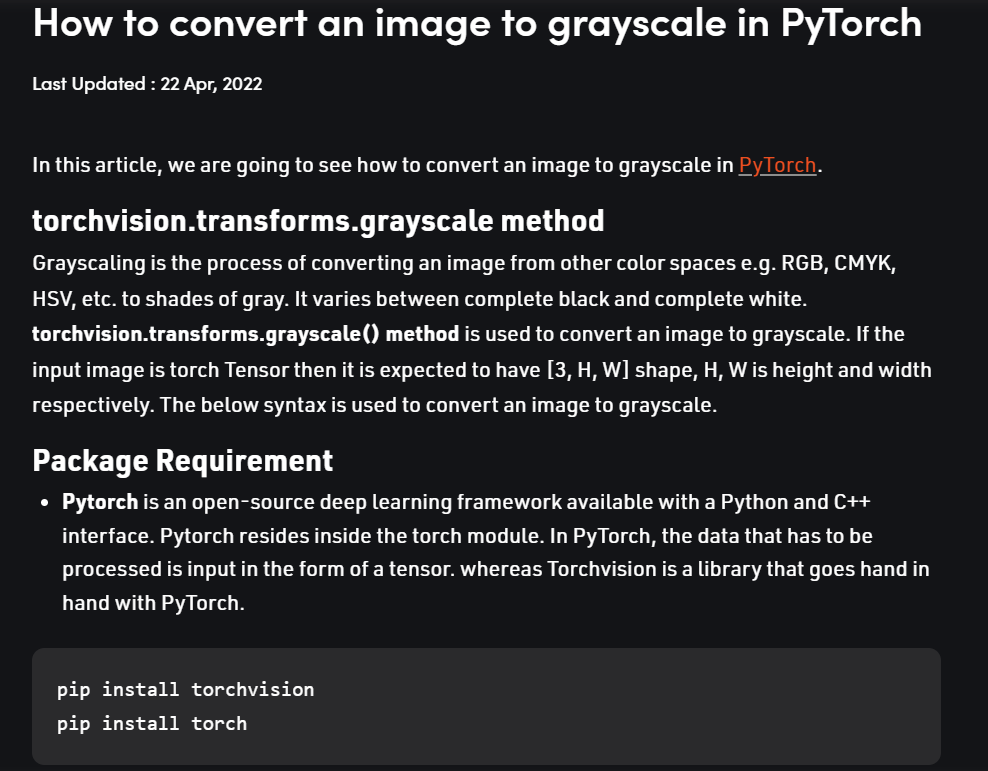 How to convert an image to grayscale in PyTorch
Last Updated : 22 Apr, 2022
In this article, we are going to see how to convert an image to grayscale in PyTorch.
torchvision.transforms.grayscale method
Grayscaling is the process of converting an image from other color spaces e.g. RGB, CMYK,
HSV, etc. to shades of gray. It varies between complete black and complete white.
torchvision.transforms.grayscale() method is used to convert an image to grayscale. If the
input image is torch Tensor then it is expected to have [3, H, W] shape, H, W is height and width
respectively. The below syntax is used to convert an image to grayscale.
Package Requirement
• Pytorch is an open-source deep learning framework available with a Python and C++
interface. Pytorch resides inside the torch module. In PyTorch, the data that has to be
processed is input in the form of a tensor. whereas Torchvision is a library that goes hand in
hand with PyTorch.
pip install torchvision
pip install torch